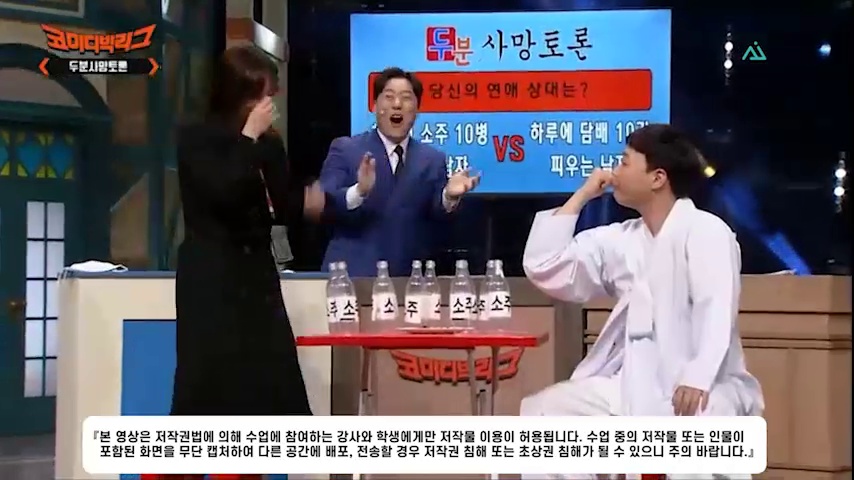 코미디빅리그
두분사망토론
두분 사망토론
당신의 연애 상대는?
소주 10병 VS 하루에 담배 10갑
피우는 남자
소주 소주 소주 소주
코미디빅리그
『본 영상은 저작권법에 의해 수업에 참여하는 강사와 학생에게만 저작물 이용이 허용됩니다. 수업 중의 저작물 또는 인물이
포함된 화면을 무단 캡처하여 다른 공간에 배포, 전송할 경우 저작권 침해 또는 초상권 침해가 될 수 있으니 주의 바랍니다.』